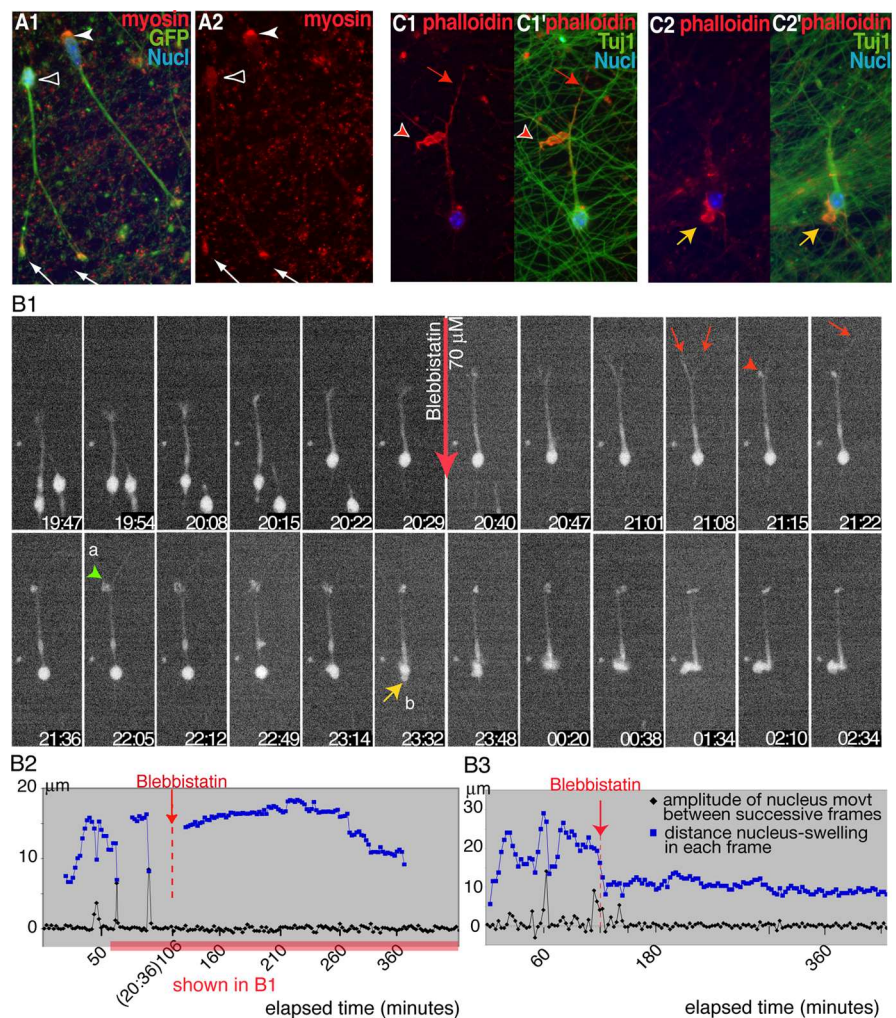 A1 myosin
GFP
Nucl
A2 myosin
C1 phalloidin
C1' phalloidin
Tuj1
Nucl
C2 phalloidin
C2' phalloidin
Tuj1
Nucl
B1
Blebbistatin
70 µM
19:47 19:54 20:08 20:15 20:22 20:29 20:40 20:47 21:01 21:08 21:15 21:22
a
b
21:36 22:05 22:12 22:49 23:14 23:32 23:48 00:20 00:38 01:34 02:10 02:34
B2
µm
Blebbistatin
20
10
0
50 (20:36)106 160 210 260 360
shown in B1
elapsed time (minutes)
B3
µm
Blebbistatin
30
20
10
0
amplitude of nucleus movt
between successive frames
distance nucleus-swelling
in each frame
60 180 360
elapsed time (minutes)